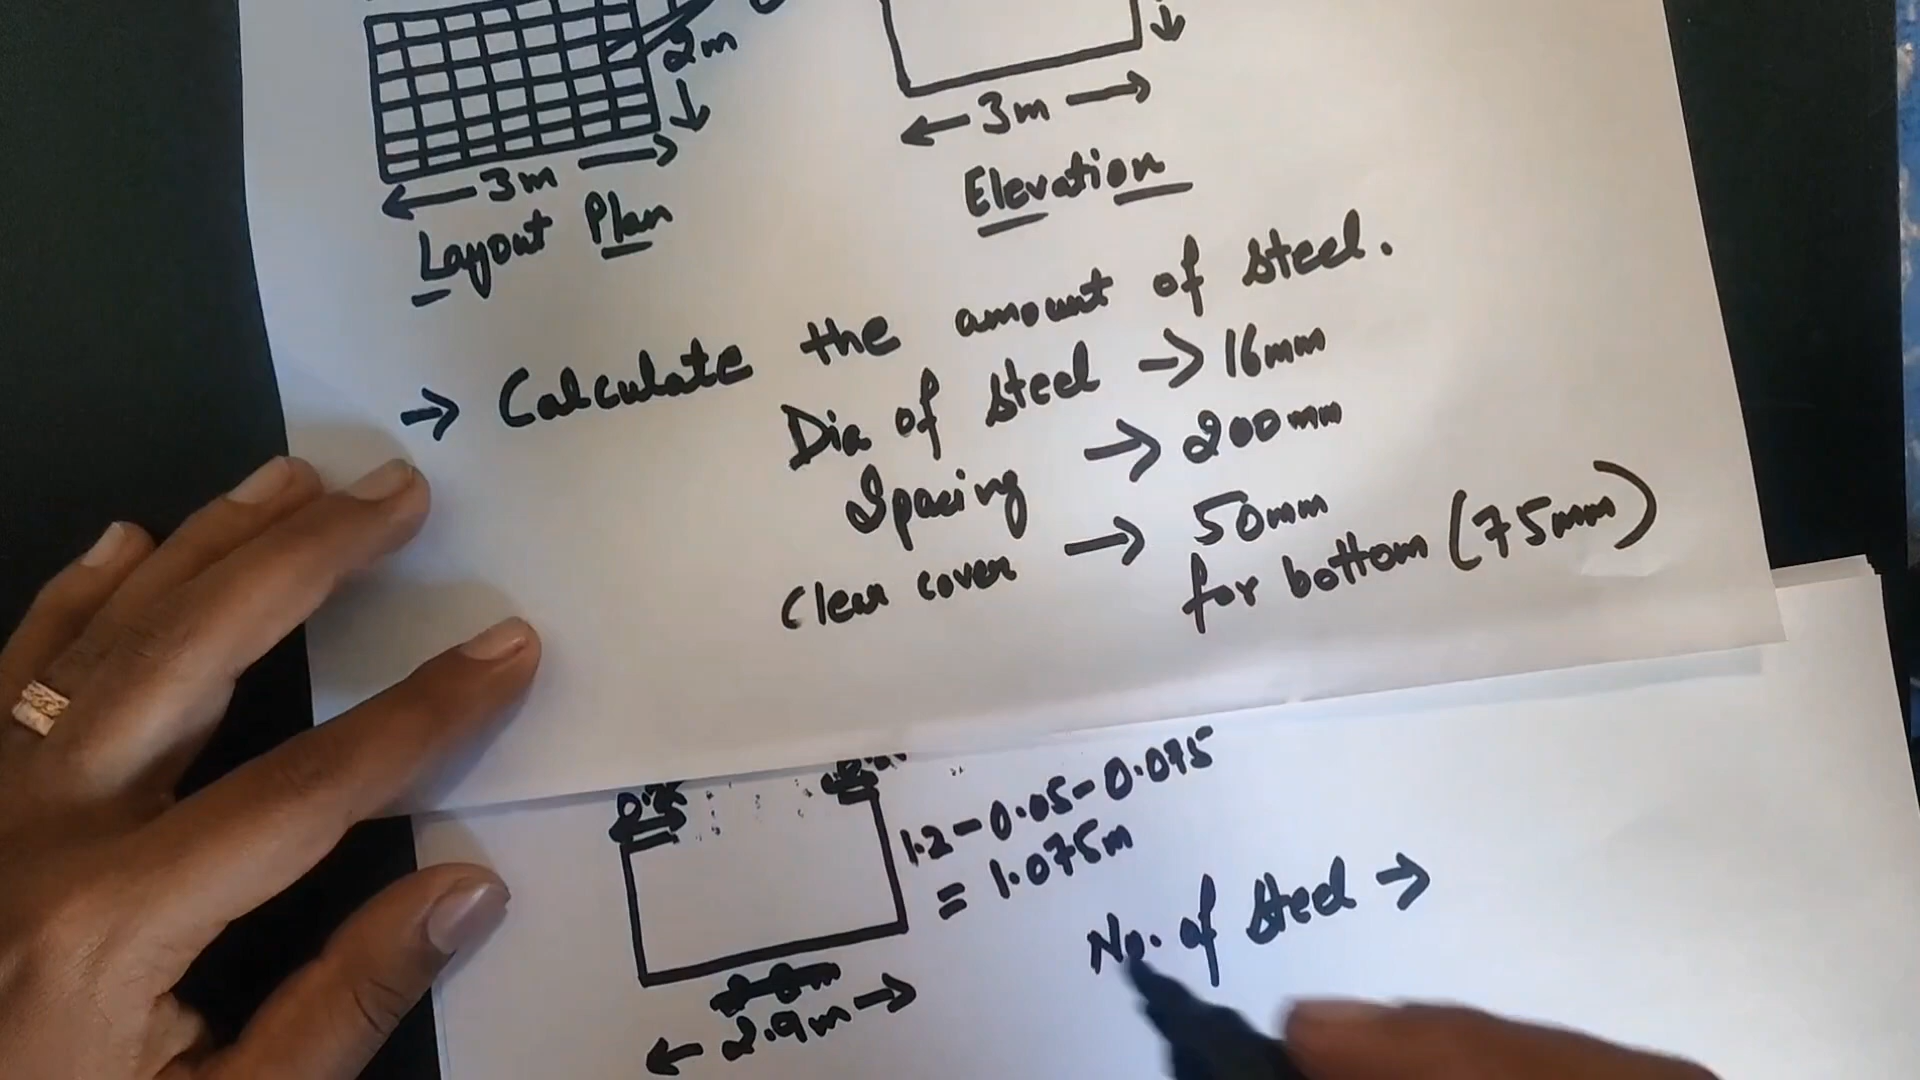 2m
3m
Layout Plan
3m
Elevation
→ Calculate the amount of steel.
Dia of steel → 16mm
Spacing → 200mm
Clear cover → 50mm
for bottom (75mm)
1.2-0.05-0.075
= 1.075m
2.9m
No. of steel →